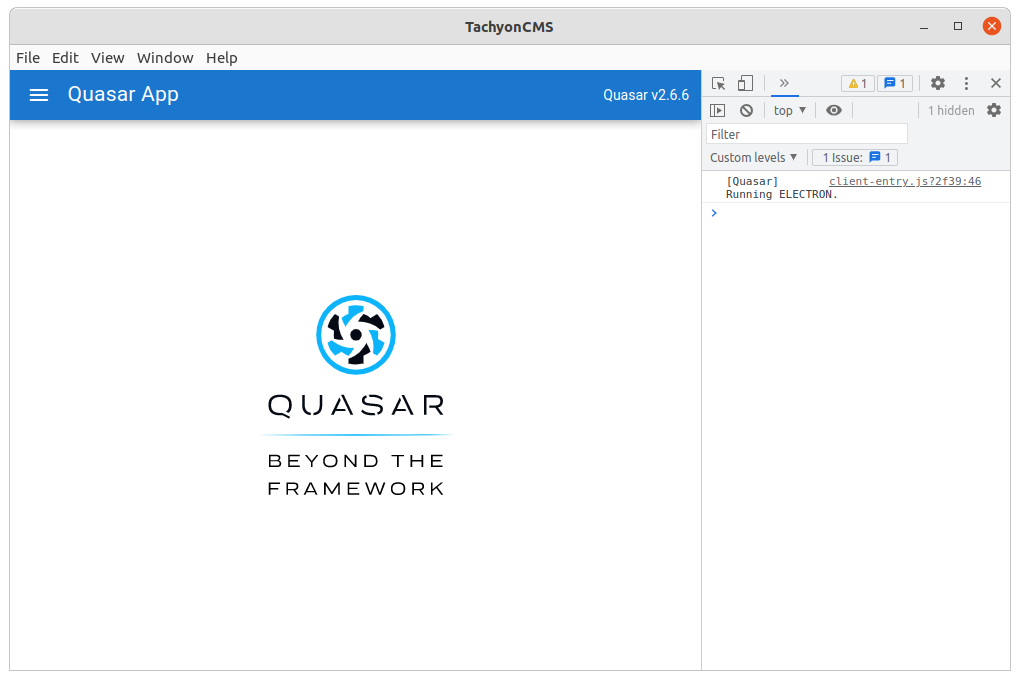 TachyonCMS
File Edit View Window Help
Quasar App
Quasar v2.6.6
1 1
top
1 hidden
Filter
Custom levels
1 Issue: 1
[Quasar] client-entry.js?2f39:46
Running ELECTRON.
QUASAR
BEYOND THE
FRAMEWORK